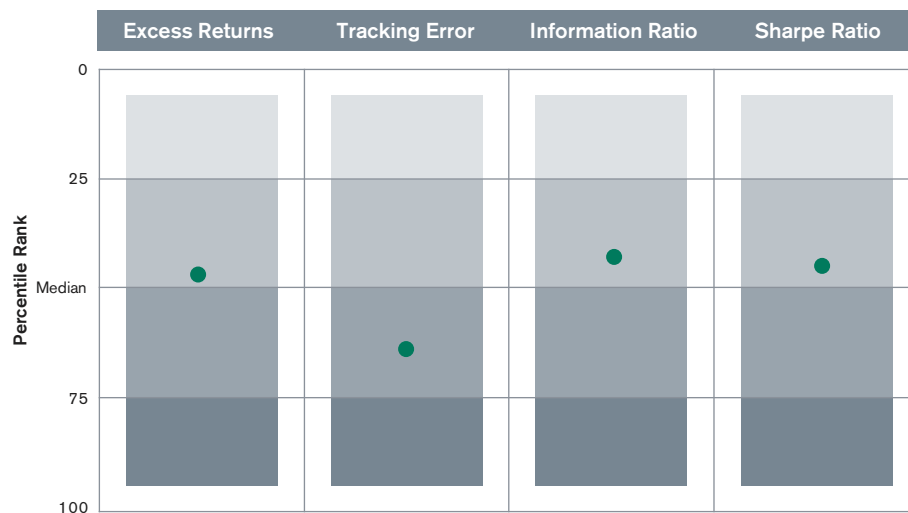 Excess Returns Tracking Error Information Ratio Sharpe Ratio
0
25
Median
75
100
Percentile Rank